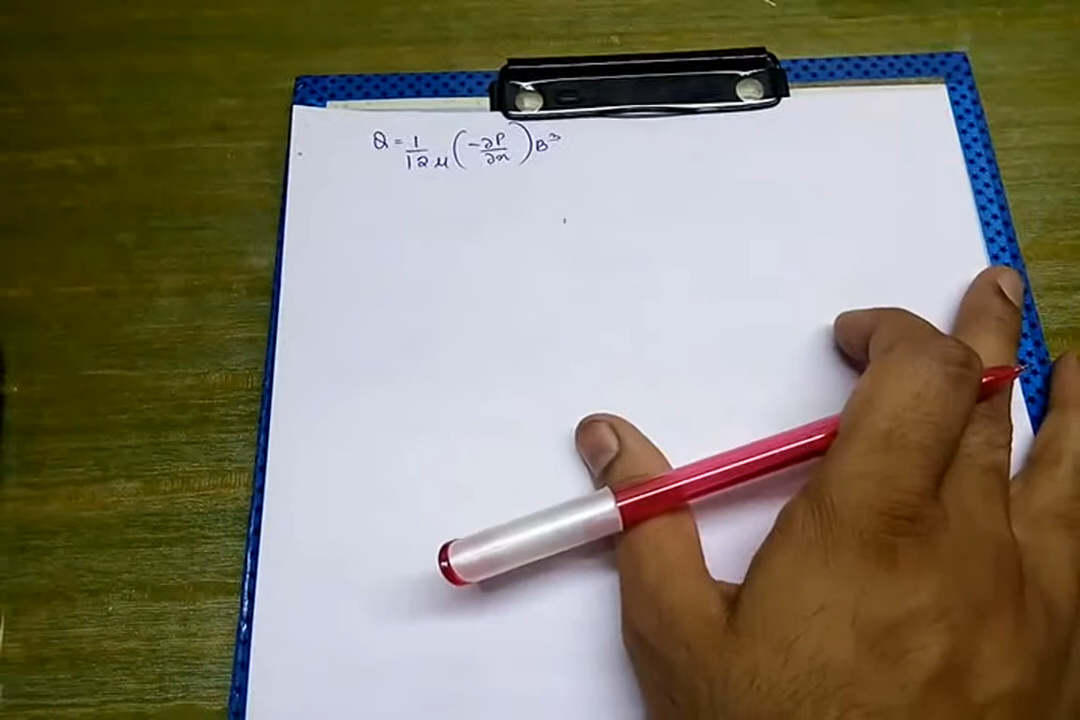 Q = 1/12μ (-∂P/∂x) B³